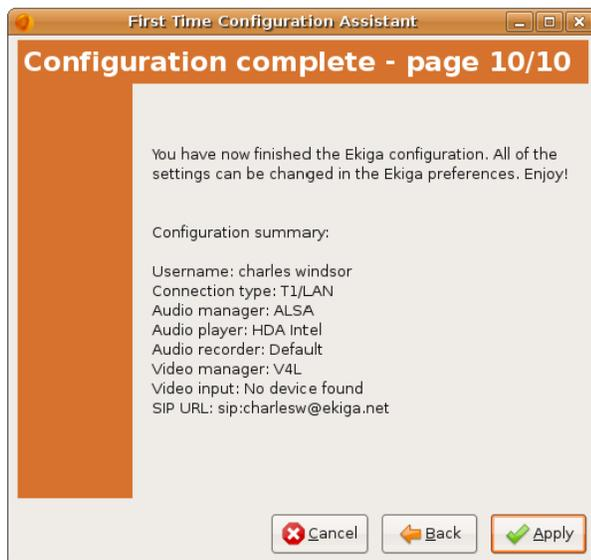 First Time Configuration Assistant
Configuration complete - page 10/10
You have now finished the Ekiga configuration. All of the
settings can be changed in the Ekiga preferences. Enjoy!
Configuration summary:
Username: charles windsor
Connection type: T1/LAN
Audio manager: ALSA
Audio player: HDA Intel
Audio recorder: Default
Video manager: V4L
Video input: No device found
SIP URL: sip:charlesw@ekiga.net
Cancel
Back
Apply